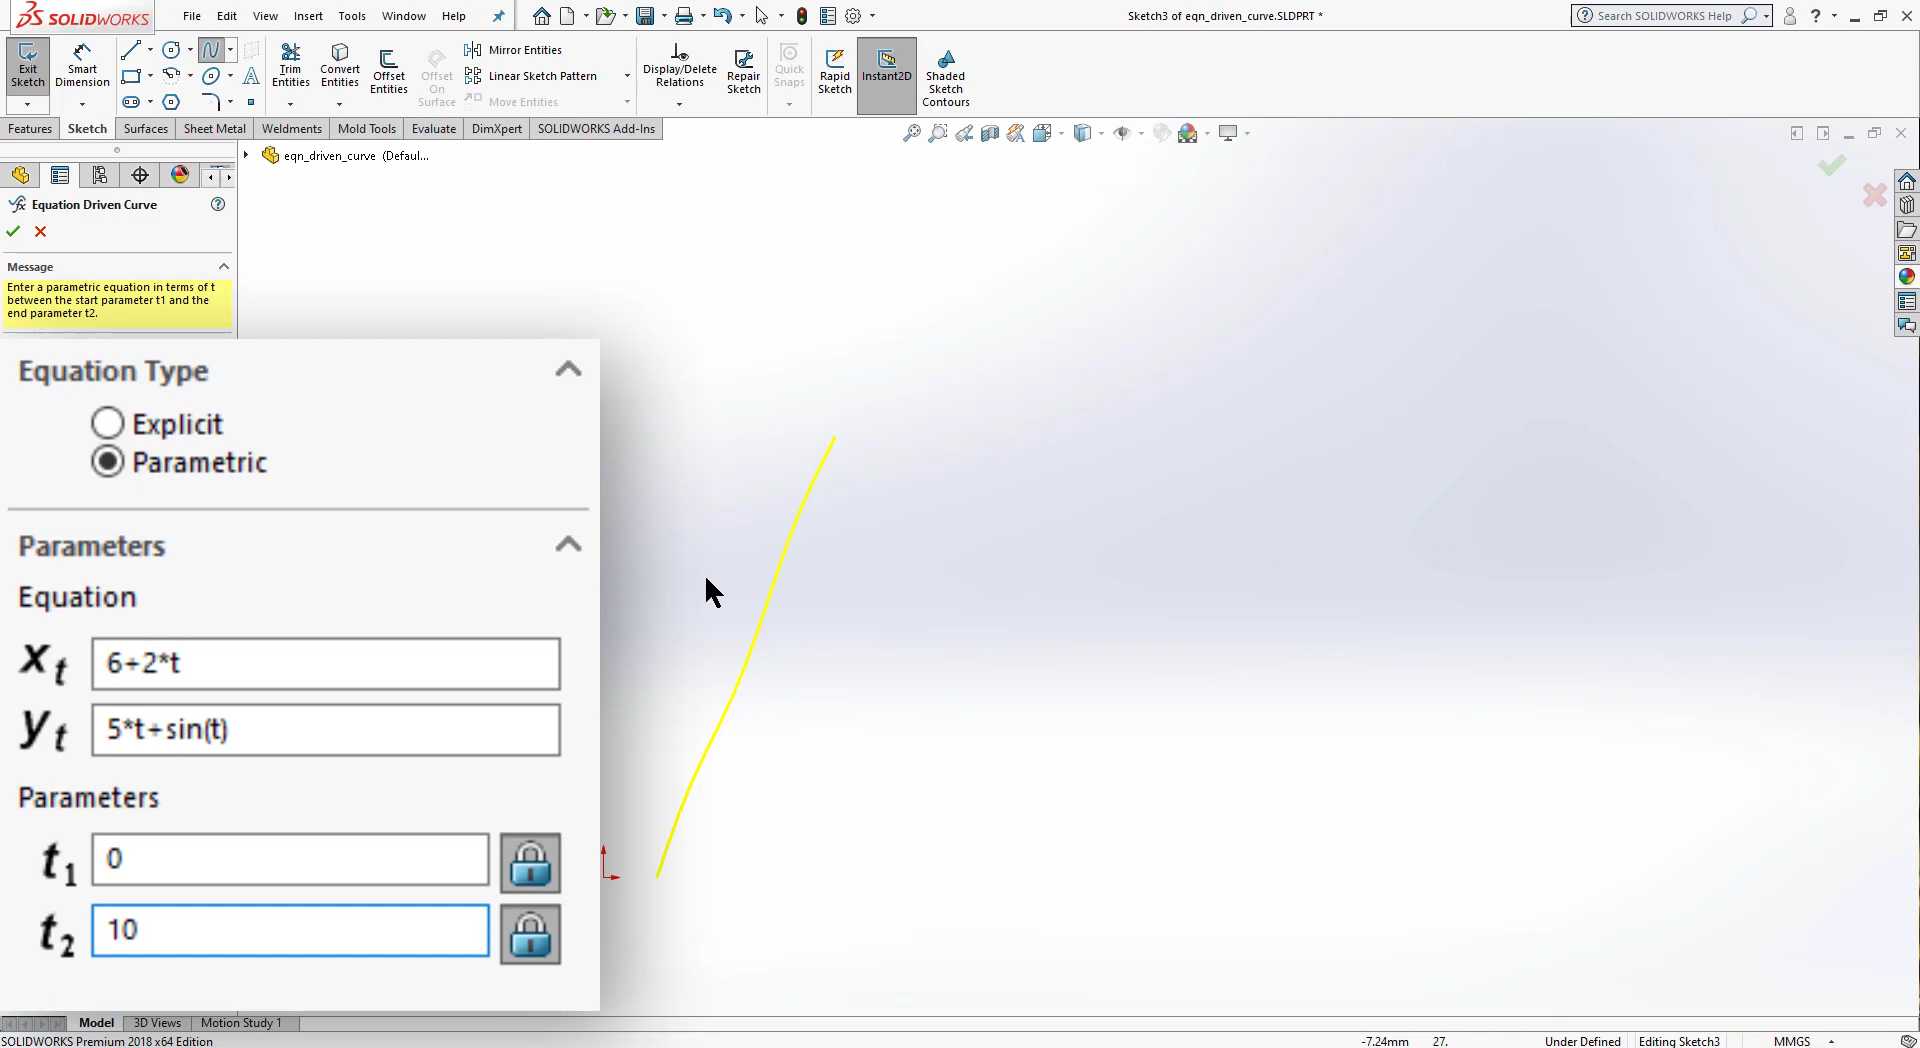 SOLIDWORKS
File Edit View Insert Tools Window Help
Sketch3 of eqn_driven_curve.SLDPRT *
Search SOLIDWORKS Help
Exit Sketch
Smart Dimension
Trim Entities
Convert Entities
Offset Entities
Offset On Surface
Mirror Entities
Linear Sketch Pattern
Move Entities
Display/Delete Relations
Repair Sketch
Quick Snaps
Rapid Sketch
Instant2D
Shaded Sketch Contours
Features Sketch Surfaces Sheet Metal Weldments Mold Tools Evaluate DimXpert SOLIDWORKS Add-Ins
eqn_driven_curve (Defaul...
Equation Driven Curve
Message
Enter a parametric equation in terms of t
between the start parameter t1 and the
end parameter t2.
Equation Type
Explicit
Parametric
Parameters
Equation
xt 6+2*t
yt 5*t+sin(t)
Parameters
t1 0
t2 10
Model 3D Views Motion Study 1
SOLIDWORKS Premium 2018 x64 Edition
-7.24mm 27. Under Defined Editing Sketch3 MMGS